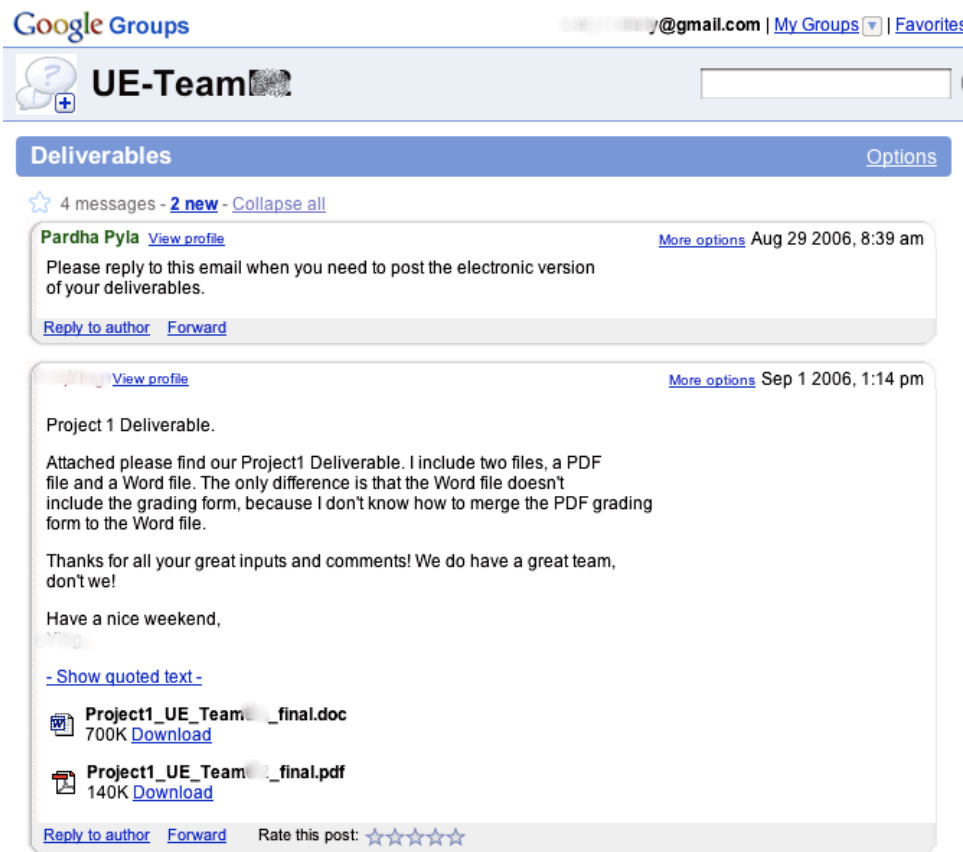 Google Groups
@gmail.com | My Groups | Favorites
UE-Team
Deliverables
Options
4 messages - 2 new - Collapse all
Pardha Pyla View profile
More options Aug 29 2006, 8:39 am
Please reply to this email when you need to post the electronic version
of your deliverables.
Reply to author Forward
View profile
More options Sep 1 2006, 1:14 pm
Project 1 Deliverable.
Attached please find our Project1 Deliverable. I include two files, a PDF
file and a Word file. The only difference is that the Word file doesn't
include the grading form, because I don't know how to merge the PDF grading
form to the Word file.
Thanks for all your great inputs and comments! We do have a great team,
don't we!
Have a nice weekend,
- Show quoted text -
Project1_UE_Team _final.doc
700K Download
Project1_UE_Team _final.pdf
140K Download
Reply to author Forward Rate this post: